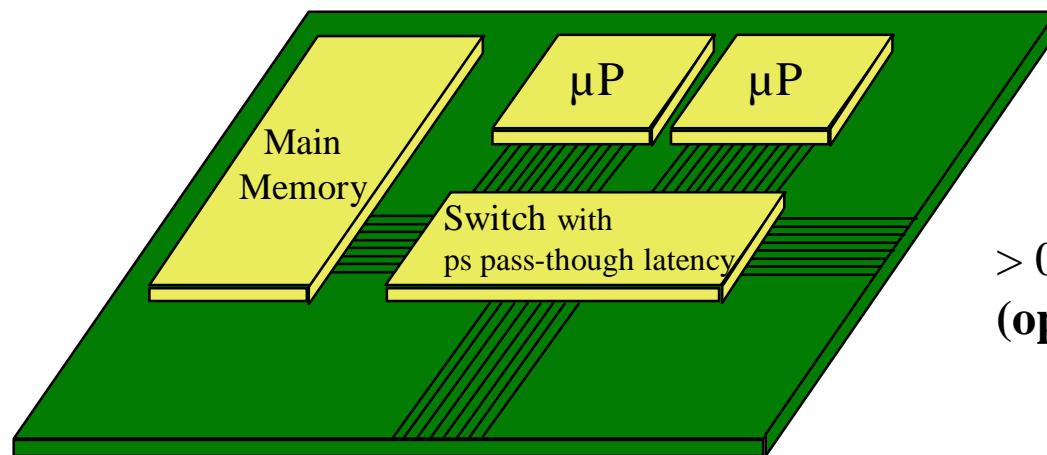 µP
µP
Main
Memory
Switch with
ps pass-though latency
>